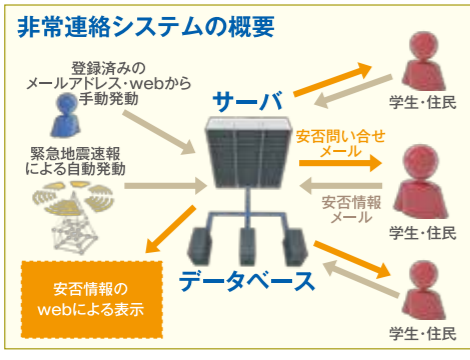 非常連絡システムの概要
登録済みの
メールアドレス・webから
手動発動
サーバ
学生・住民
緊急地震速報
による自動発動
安否問い合せ
メール
安否情報
メール
学生・住民
データベース
安否情報の
webによる表示
学生・住民